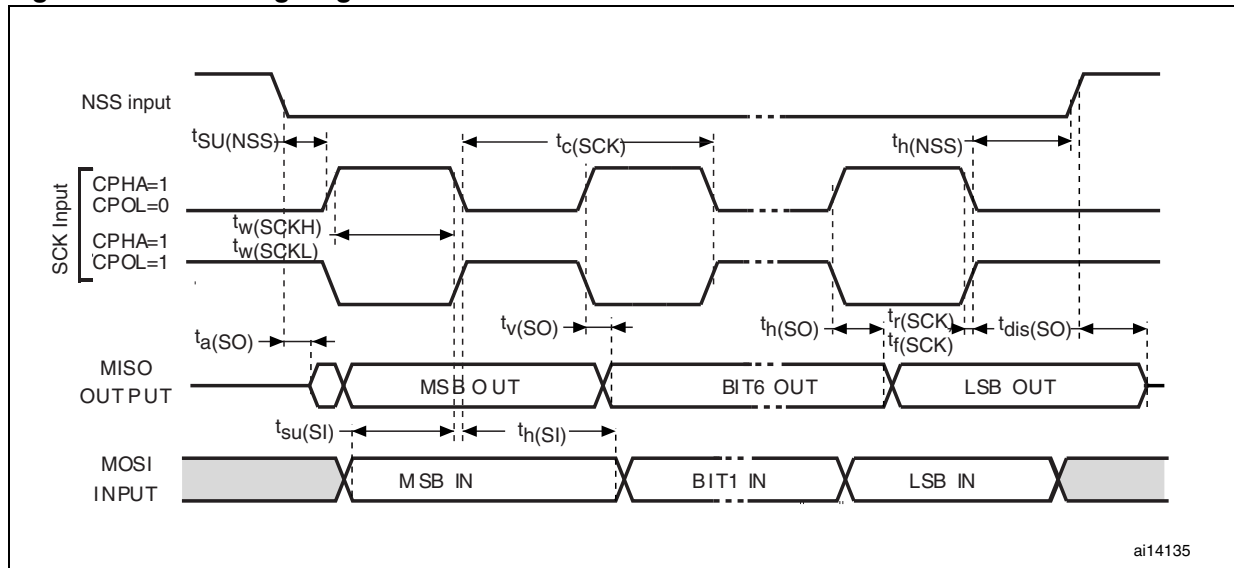 NSS input
tSU(NSS)
tc(SCK)
th(NSS)
SCK Input
CPHA=1
CPOL=0
tw(SCKH)
tw(SCKL)
CPHA=1
CPOL=1
ta(SO)
tv(SO)
th(SO)
tr(SCK)
tf(SCK)
tdis(SO)
MISO
OUTPUT
MSB OUT
BIT6 OUT
LSB OUT
tsu(SI)
th(SI)
MOSI
INPUT
MSB IN
BIT1 IN
LSB IN
ai14135